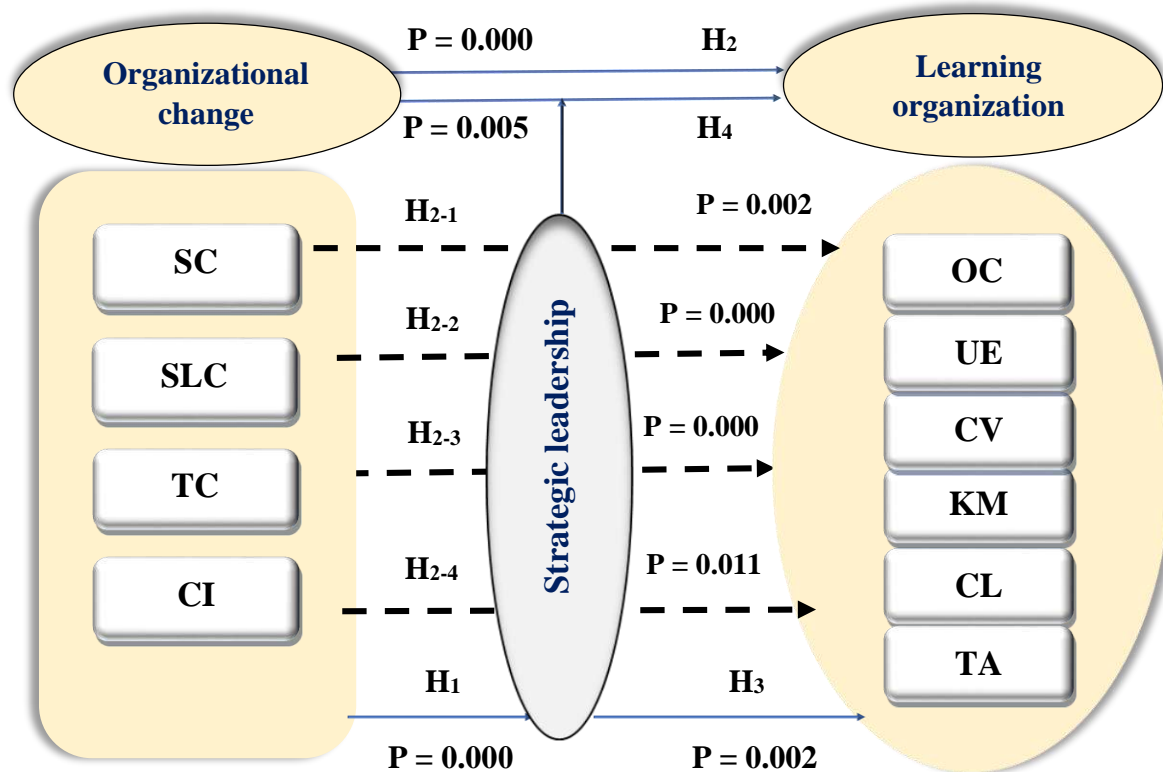 P = 0.000
H2
Organizational
change
Learning
organization
P = 0.005
H4
H2-1
P = 0.002
SC
OC
H2-2
P = 0.000
SLC
UE
H2-3
P = 0.000
CV
TC
KM
Strategic leadership
H2-4
P = 0.011
CI
CL
TA
H1
H3
P = 0.000
P = 0.002